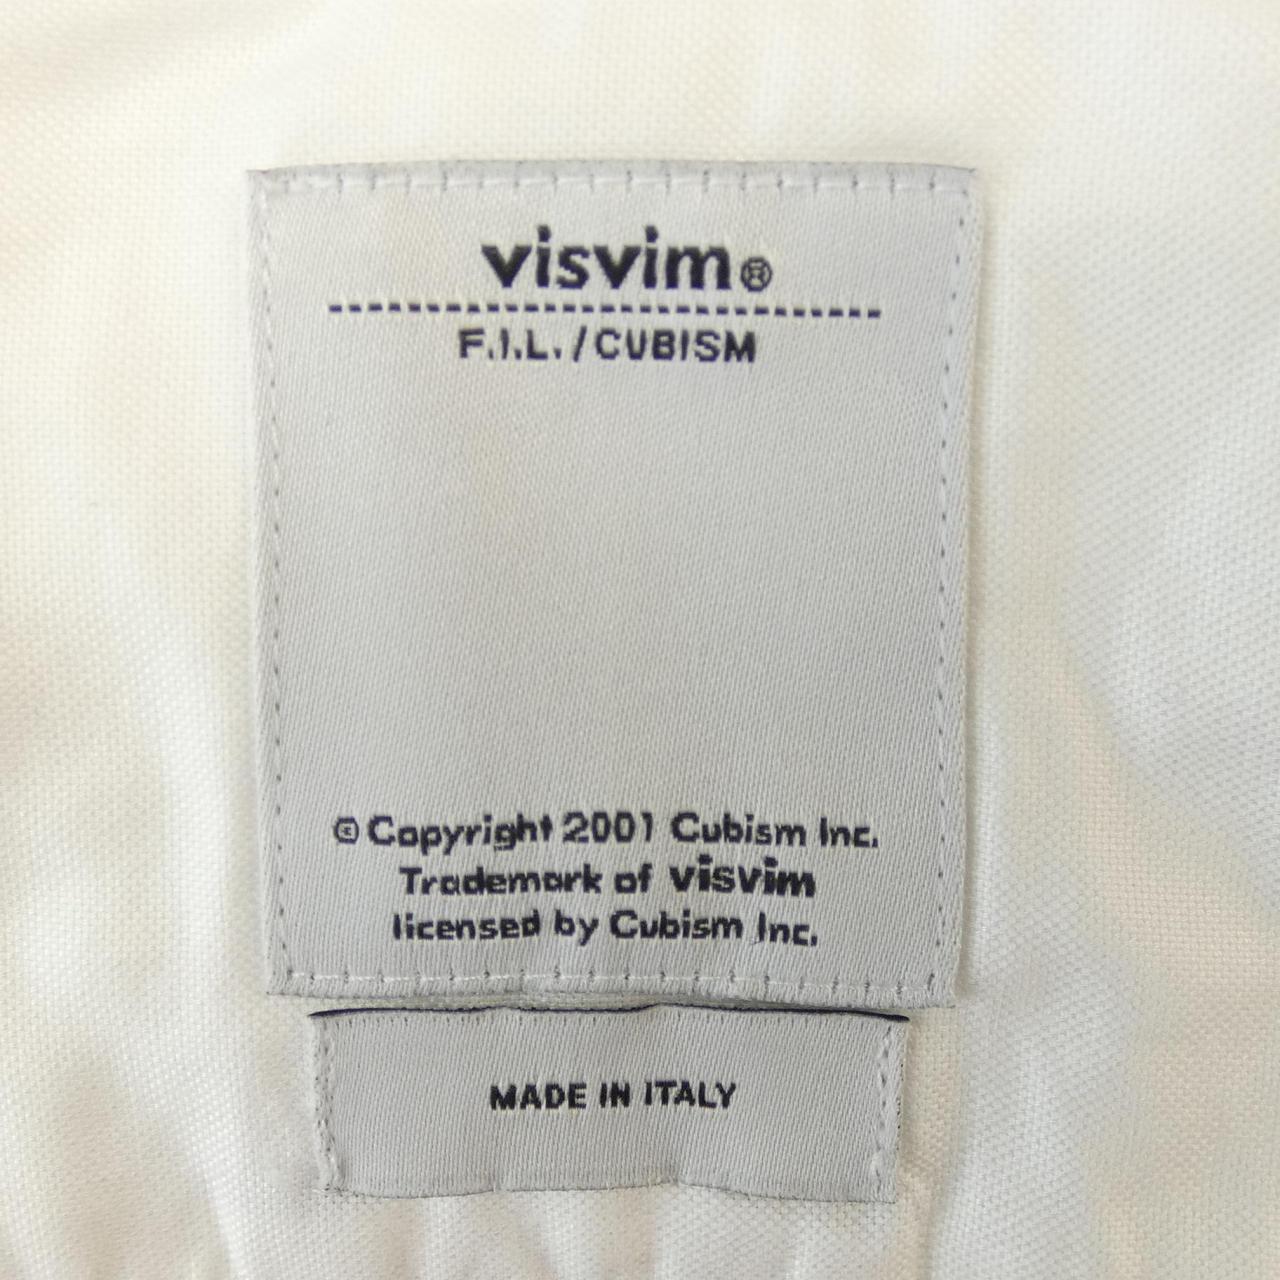 visvim®
F.I.L./CUBISM
© Copyright 2001 Cubism Inc.
Trademark of visvim
licensed by Cubism Inc.
MADE IN ITALY